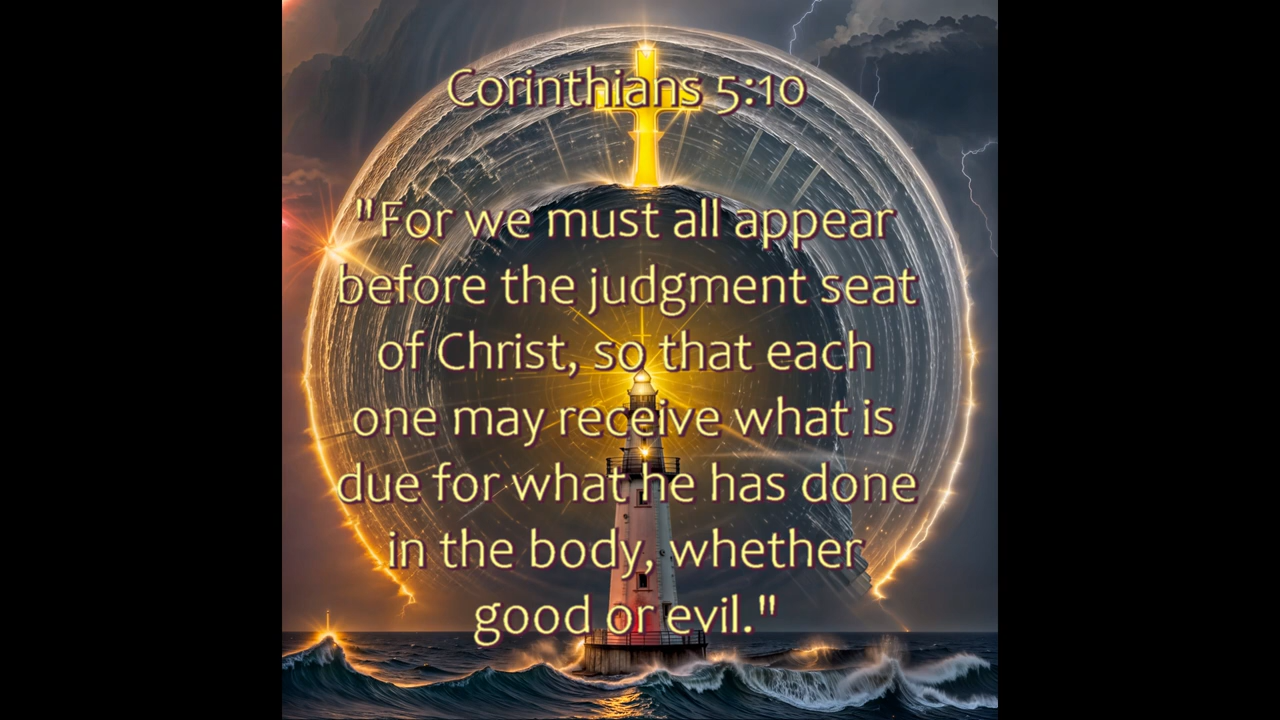 Corinthians 5:10
"For we must all appear
before the judgment seat
of Christ, so that each
one may receive what is
due for what he has done
in the body, whether
good or evil."